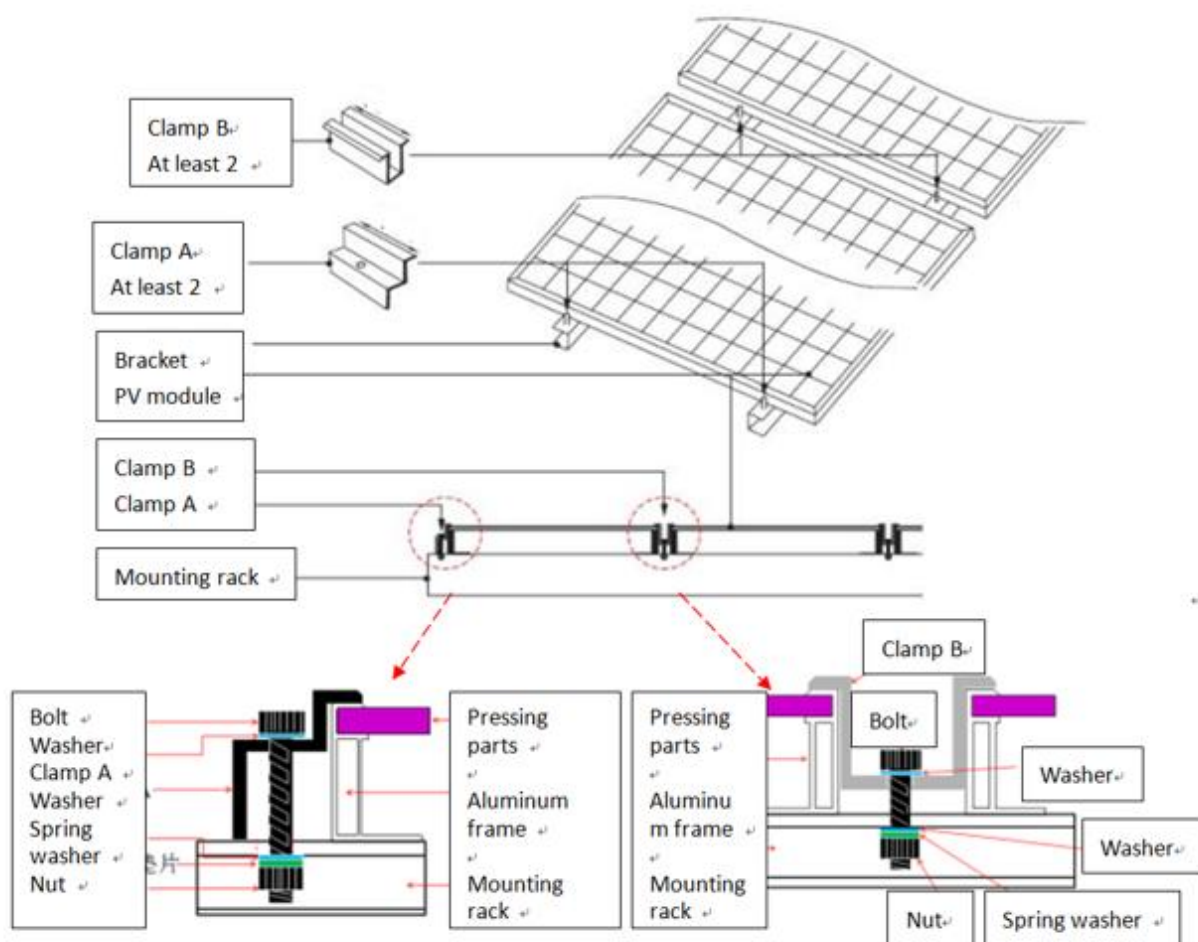 Clamp B
At least 2
Clamp A
At least 2
Bracket
PV module
Clamp B
Clamp A
Mounting rack
Bolt
Washer
Clamp A
Washer
Spring
washer
Nut
垫片
Pressing
parts
Aluminum
frame
Mounting
rack
Pressing
parts
Aluminu
m frame
Mounting
rack
Clamp B
Bolt
Washer
Washer
Nut
Spring washer